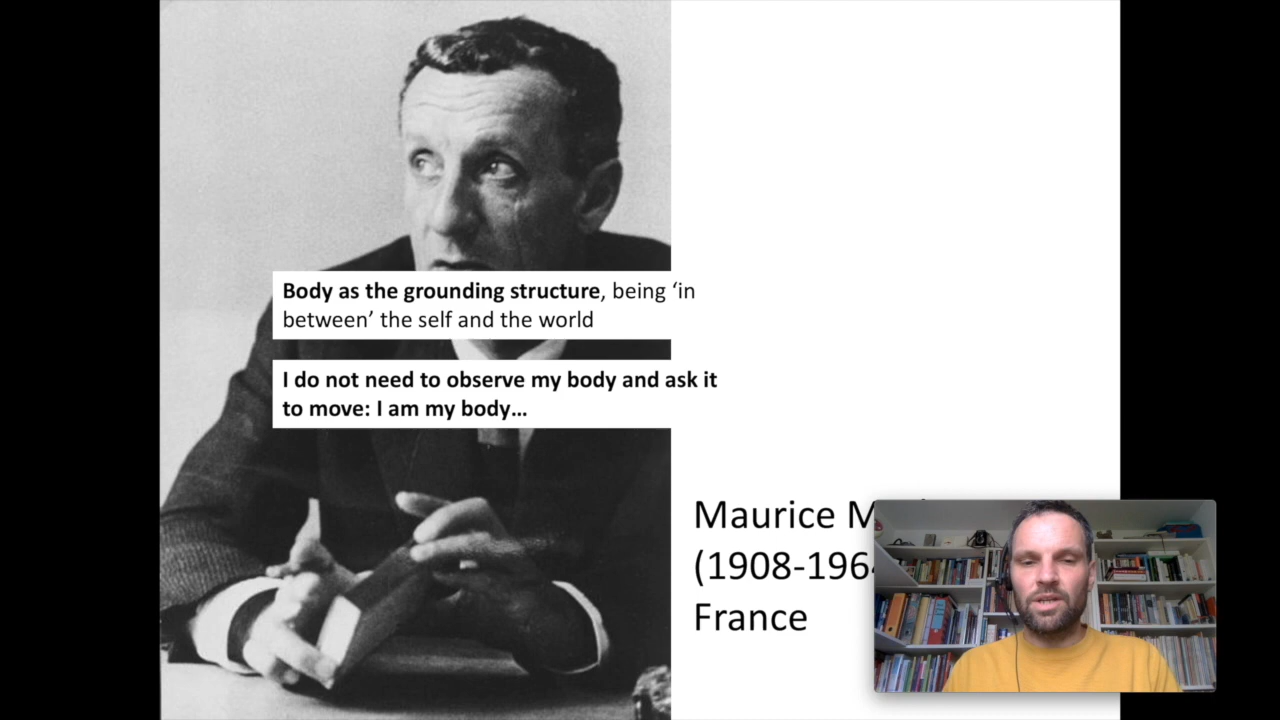 Body as the grounding structure, being ‘in
between’ the self and the world
I do not need to observe my body and ask it
to move: I am my body…
Maurice
(1908-196
France